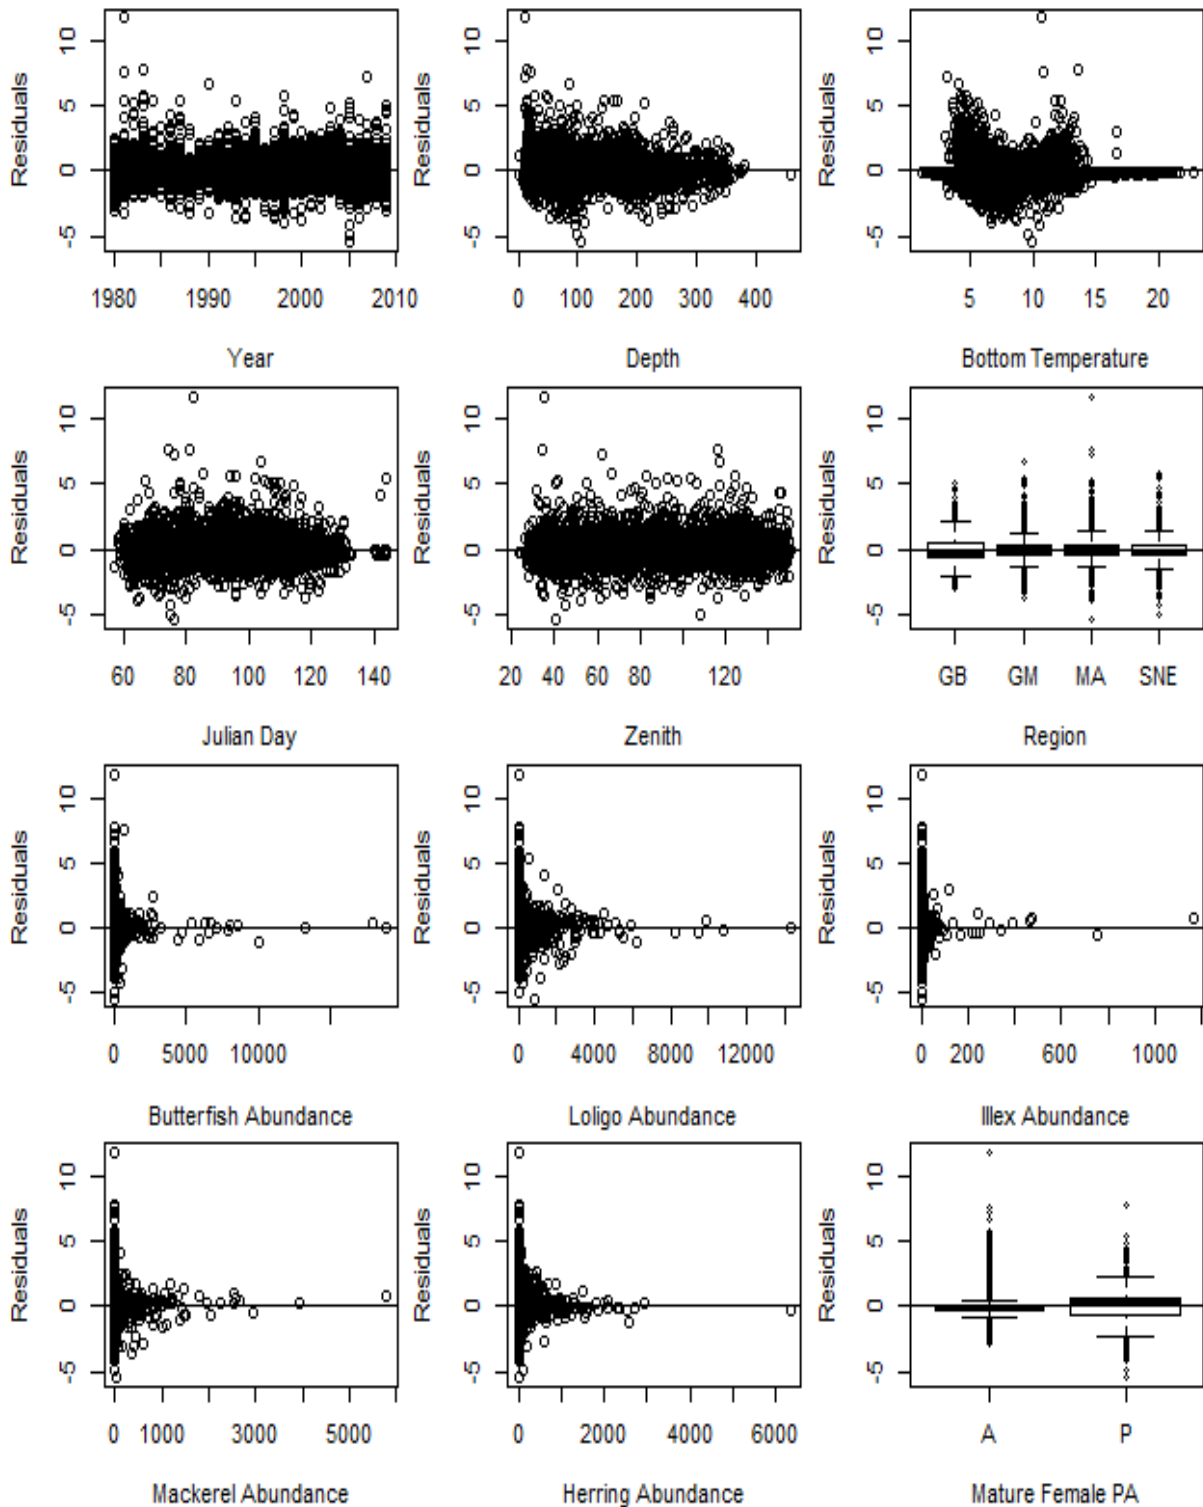 Residuals
10
5
0
-5
1980 1990 2000 2010
Year
Residuals
10
5
0
-5
0 100 200 300 400
Depth
Residuals
10
5
0
-5
5 10 15 20
Bottom Temperature
Residuals
10
5
0
-5
60 80 100 120 140
Julian Day
Residuals
10
5
0
-5
20 40 60 80 120
Zenith
Residuals
10
5
0
-5
GB GM MA SNE
Region
Residuals
10
5
0
-5
0 5000 10000
Butterfish Abundance
Residuals
10
5
0
-5
0 4000 8000 12000
Loligo Abundance
Residuals
10
5
0
-5
0 200 600 1000
Illex Abundance
Residuals
10
5
0
-5
0 1000 3000 5000
Mackerel Abundance
Residuals
10
5
0
-5
0 2000 4000 6000
Herring Abundance
Residuals
10
5
0
-5
A P
Mature Female PA